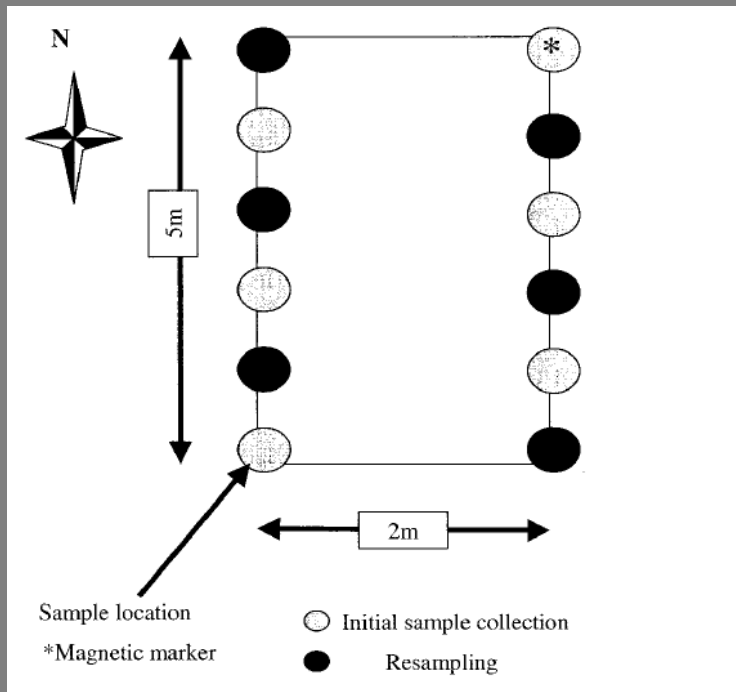 N
*
5m
2m
Sample location
*Magnetic marker
Initial sample collection
Resampling